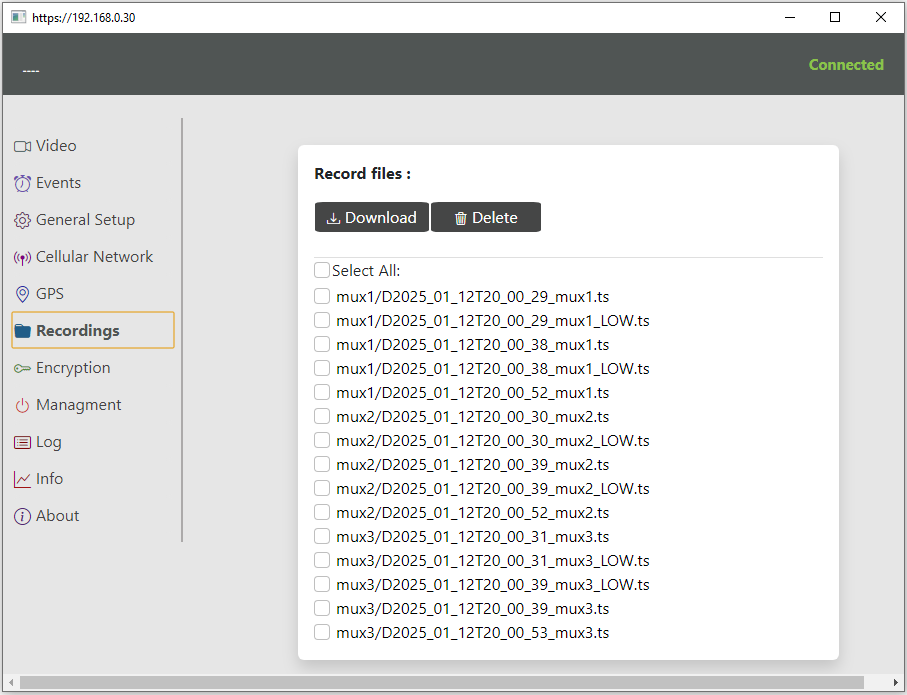 https://192.168.0.30
----
Connected
Video
Events
General Setup
Cellular Network
GPS
Recordings
Encryption
Managment
Log
Info
About
Record files :
Download Delete
Select All:
mux1/D2025_01_12T20_00_29_mux1.ts
mux1/D2025_01_12T20_00_29_mux1_LOW.ts
mux1/D2025_01_12T20_00_38_mux1.ts
mux1/D2025_01_12T20_00_38_mux1_LOW.ts
mux1/D2025_01_12T20_00_52_mux1.ts
mux2/D2025_01_12T20_00_30_mux2.ts
mux2/D2025_01_12T20_00_30_mux2_LOW.ts
mux2/D2025_01_12T20_00_39_mux2.ts
mux2/D2025_01_12T20_00_39_mux2_LOW.ts
mux2/D2025_01_12T20_00_52_mux2.ts
mux3/D2025_01_12T20_00_31_mux3.ts
mux3/D2025_01_12T20_00_31_mux3_LOW.ts
mux3/D2025_01_12T20_00_39_mux3_LOW.ts
mux3/D2025_01_12T20_00_39_mux3.ts
mux3/D2025_01_12T20_00_53_mux3.ts